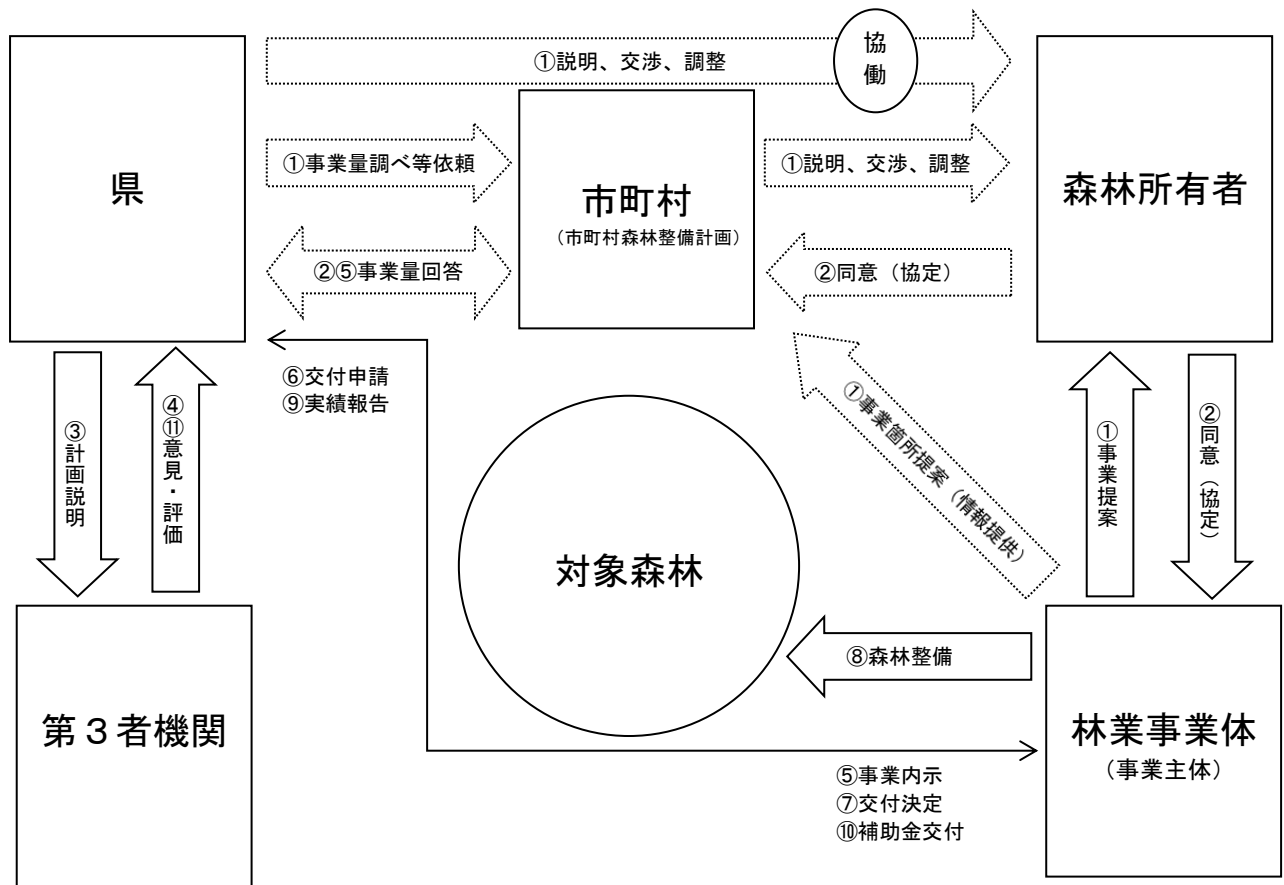 ①説明、交渉、調整
協
働
県
①事業量調べ等依頼
市町村
（市町村森林整備計画）
①説明、交渉、調整
森林所有者
②⑤事業量回答
②同意（協定）
⑥交付申請
⑨実績報告
③計画説明
④⑪意見・評価
①事業箇所提案（情報提供）
①事業提案
②同意（協定）
対象森林
⑧森林整備
第３者機関
林業事業体
（事業主体）
⑤事業内示
⑦交付決定
⑩補助金交付